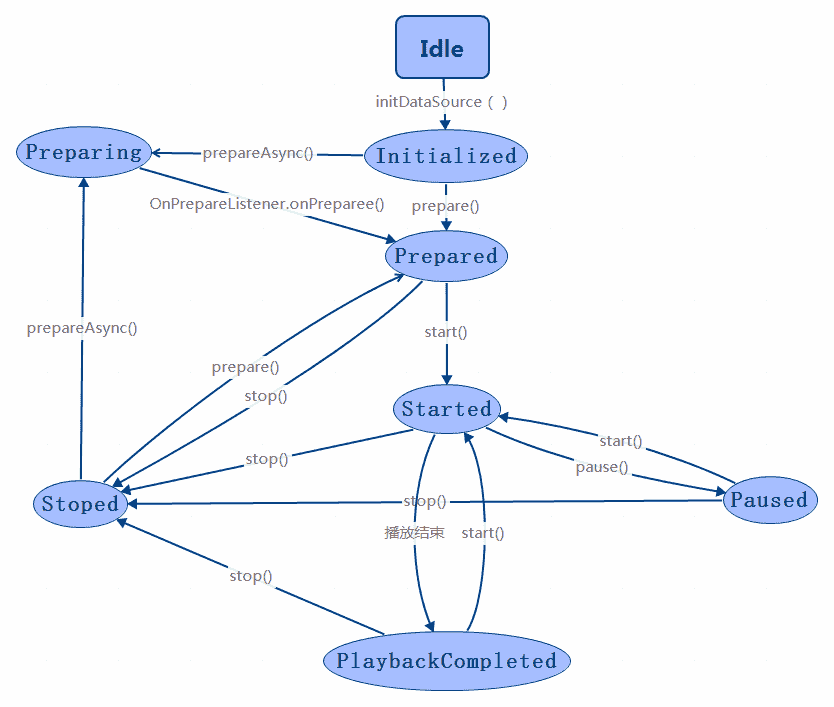 Idle
initDataSource ( )
Preparing
prepareAsync()
Initialized
OnPrepareListener.onPreparee()
prepare()
Prepared
prepareAsync()
start()
prepare()
stop()
Started
start()
stop()
pause()
Stoped
stop()
Paused
播放结束
start()
stop()
PlaybackCompleted